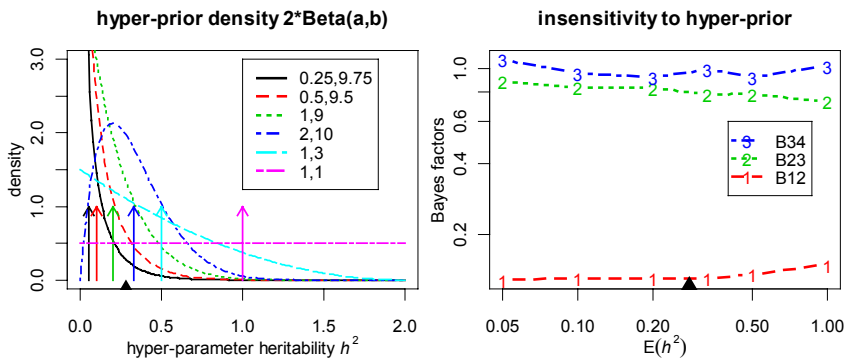 hyper-prior density 2*Beta(a,b)
density
3.0
2.0
1.0
0.0
0.25,9.75
0.5,9.5
1,9
2,10
1,3
1,1
0.0
0.5
1.0
1.5
2.0
hyper-parameter heritability h²
insensitivity to hyper-prior
Bayes factors
1.0
0.6
0.4
0.2
3 3 3 3 3 3
2 2 2 2 2 2
3 B34
2 B23
1 B12
1 1 1 1 1 1
0.05
0.10
0.20
0.50
1.00
E(h²)